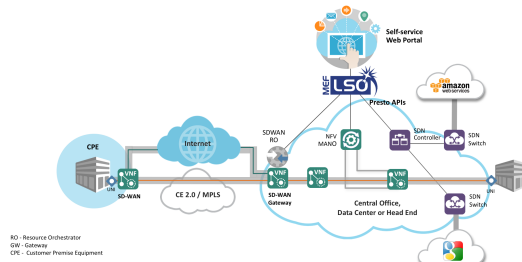 Self-service
Web Portal
MEF
LSO
Presto APIs
amazon
webservices
SDWAN
RO
NFV
MANO
SDN
Controller
SDN
Switch
CPE
Internet
VNF
VNF
VNF
VNF
UNI
UNI
SD-WAN
CE 2.0 / MPLS
SD-WAN
Gateway
Central Office,
Data Center or Head End
SDN
Switch
RO - Resource Orchestrator
GW - Gateway
CPE - Customer Premise Equipment